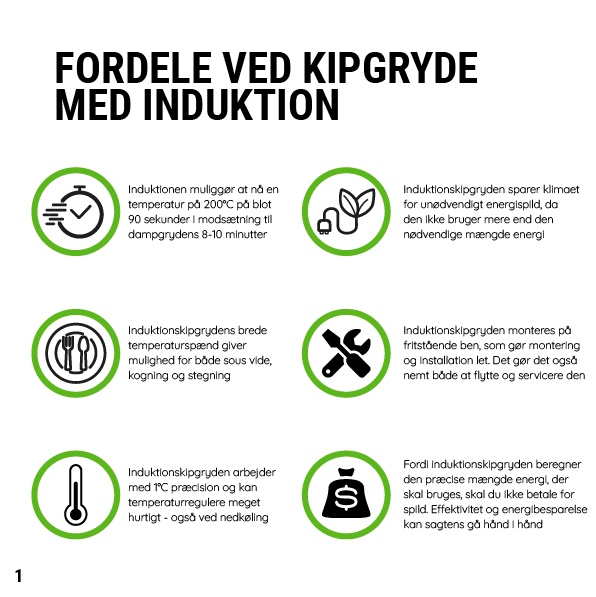 FORDELE VED KIPGRYDE
MED INDUKTION
Induktionen muliggør at nå en
temperatur på 200°C på blot
90 sekunder i modsætning til
dampgrydens 8-10 minutter
Induktionskipgryden sparer klimaet
for unødvendigt energispild, da
den ikke bruger mere end den
nødvendige mængde energi
Induktionskipgrydens brede
temperaturspænd giver
mulighed for både sous vide,
kogning og stegning
Induktionskipgryden monteres på
fritstående ben, som gør montering
og installation let. Det gør det også
nemt både at flytte og servicere den
Induktionskipgryden arbejder
med 1°C præcision og kan
temperaturregulere meget
hurtigt - også ved nedkøling
Fordi induktionskipgryden beregner
den præcise mængde energi, der
skal bruges, skal du ikke betale for
spild. Effektivitet og energibesparelse
kan sagtens gå hånd i hånd
1